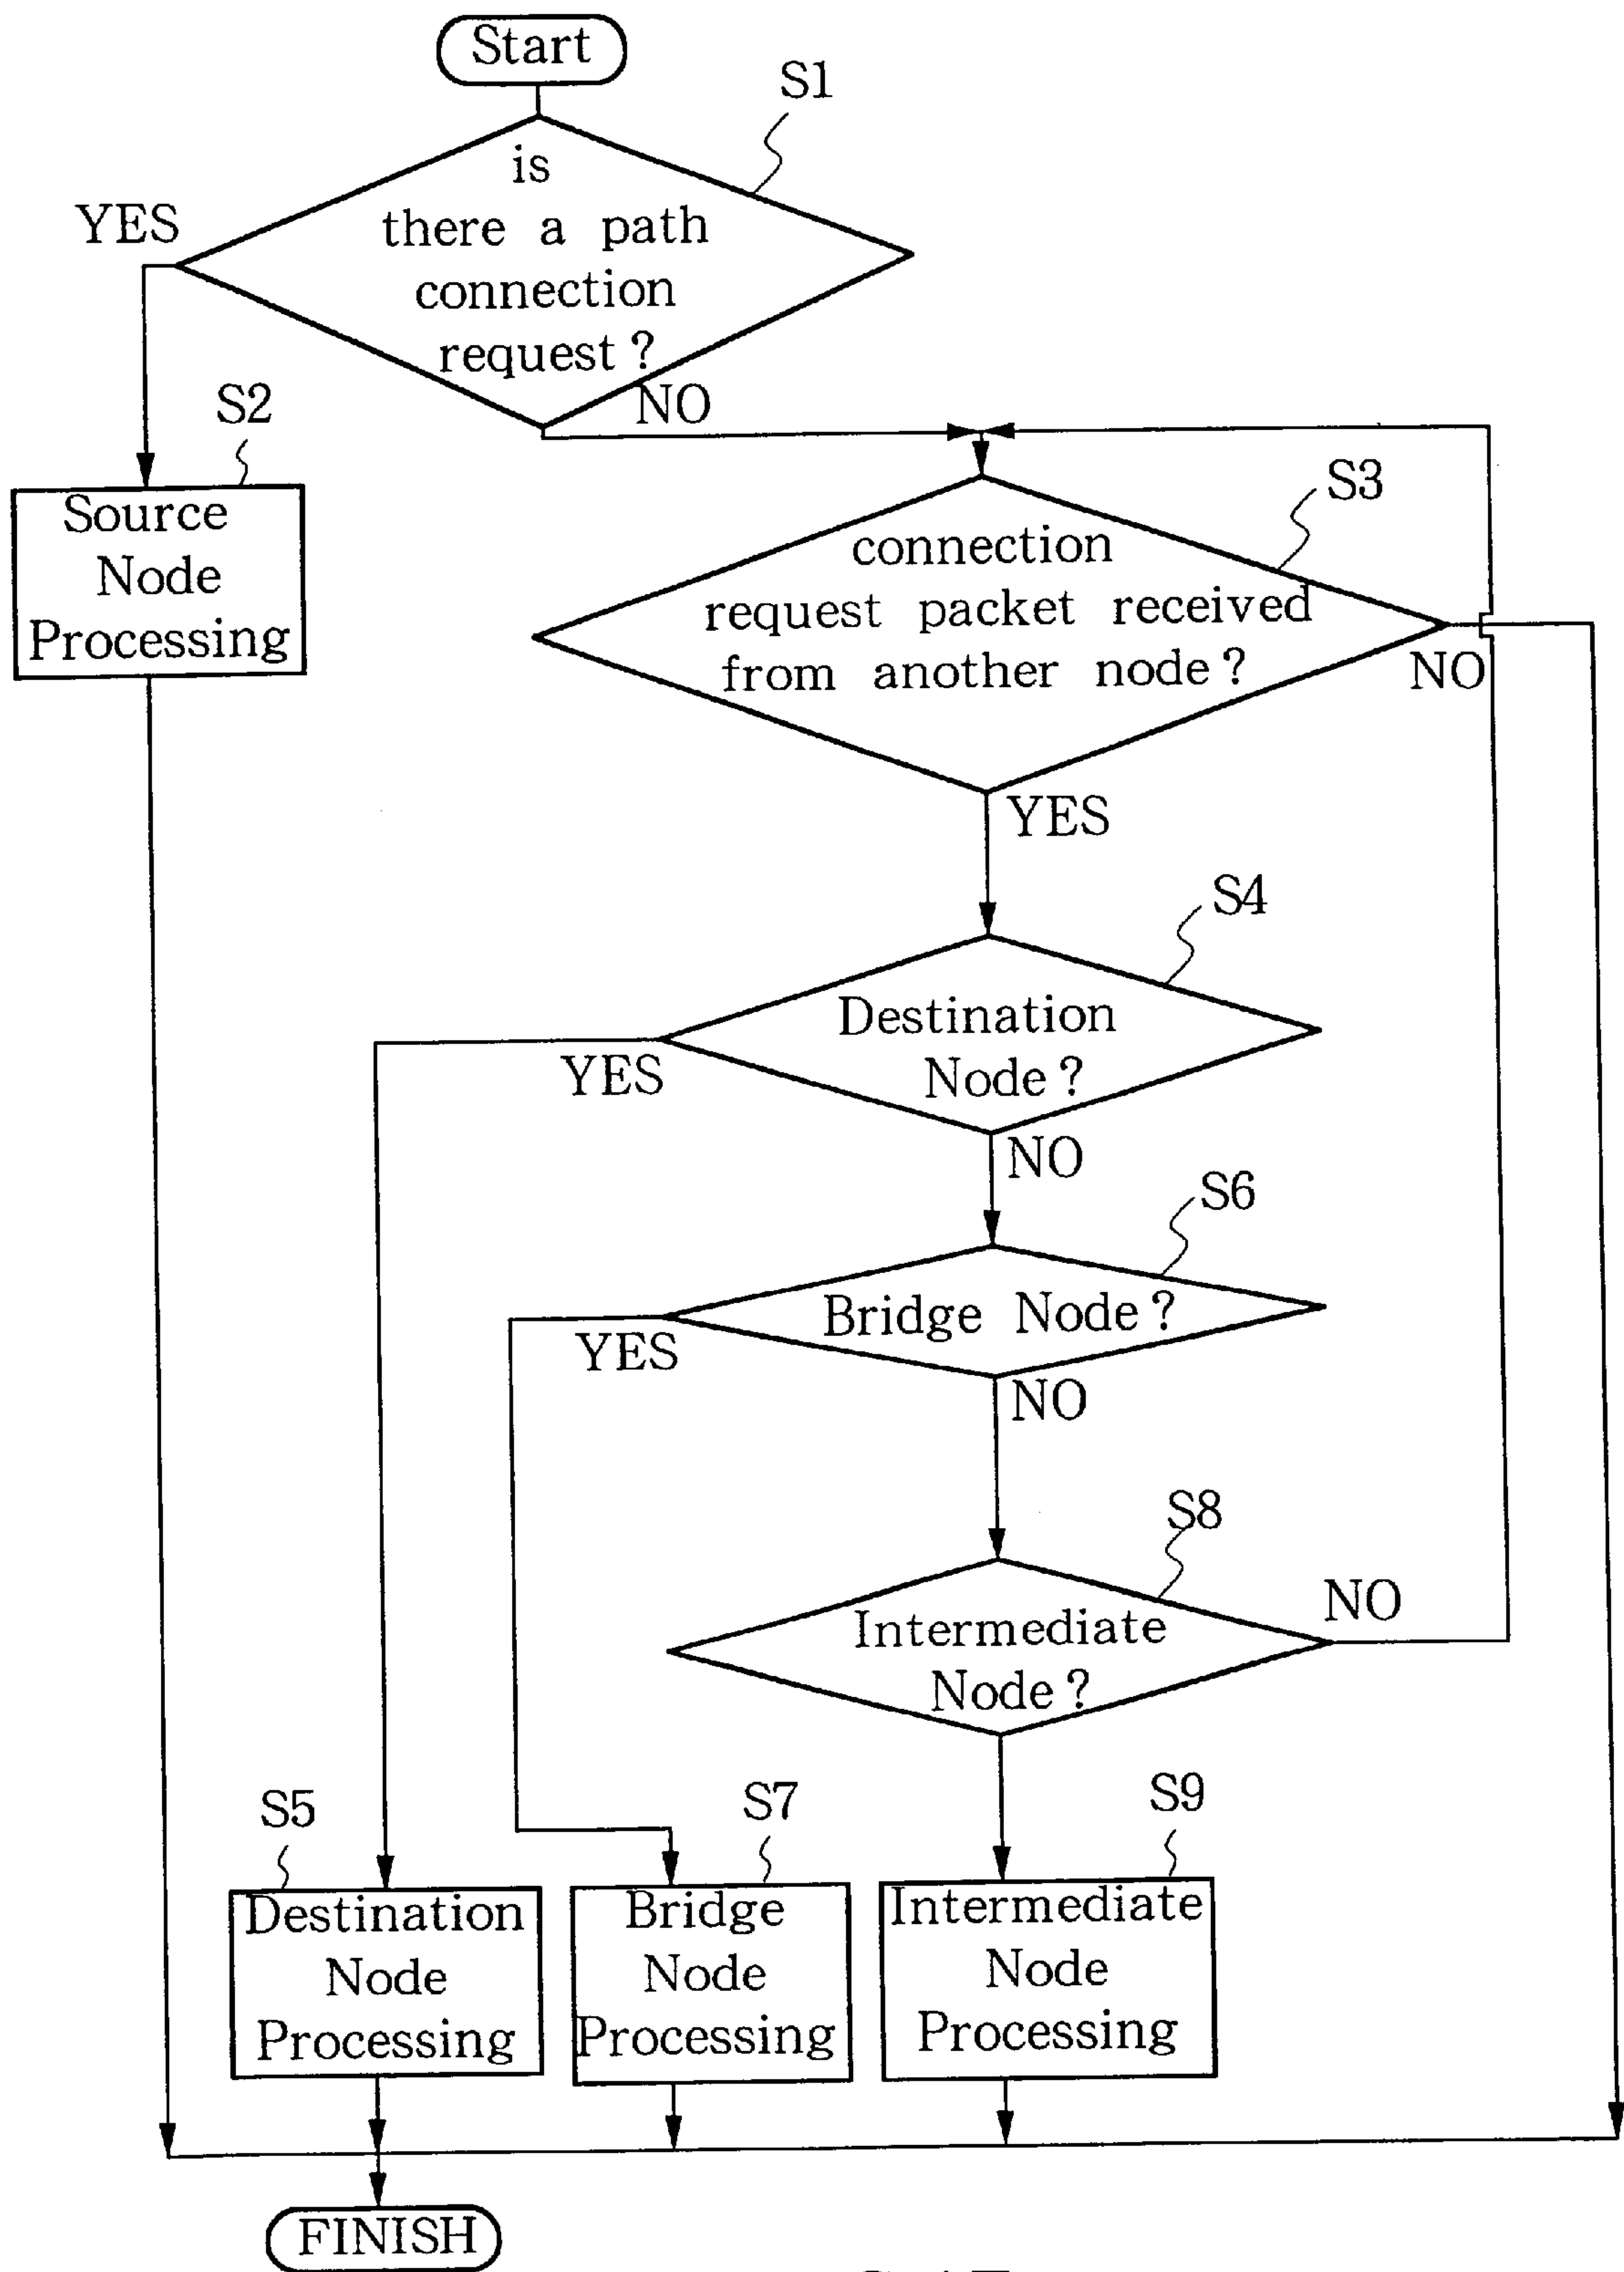 Start
S1
is
there a path
connection
request ?
YES
NO
S2
Source
Node
Processing
S3
connection
request packet received
from another node ?
NO
YES
S4
Destination
Node ?
YES
NO
S6
Bridge Node ?
YES
NO
S8
Intermediate
Node ?
NO
S5
Destination
Node
Processing
S7
Bridge
Node
Processing
S9
Intermediate
Node
Processing
FINISH